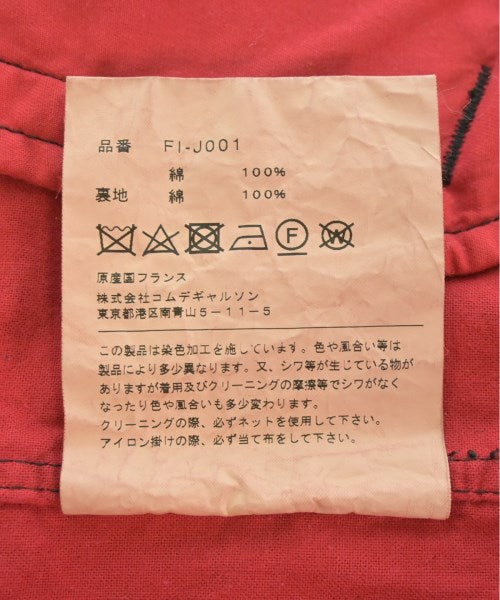 品番 FI-J001
綿 100%
裏地 綿 100%
F W
原産国フランス
株式会社コムデギャルソン
東京都港区南青山5-11-5
この製品は染色加工を施しています。色や風合い等は
製品により多少異なります。又、シワ等が生じている物が
ありますが着用及びクリーニングの摩擦等でシワがなく
なったり色や風合いも多少変わります。
クリーニングの際、必ずネットを使用して下さい。
アイロン掛けの際、必ず当て布をして下さい。